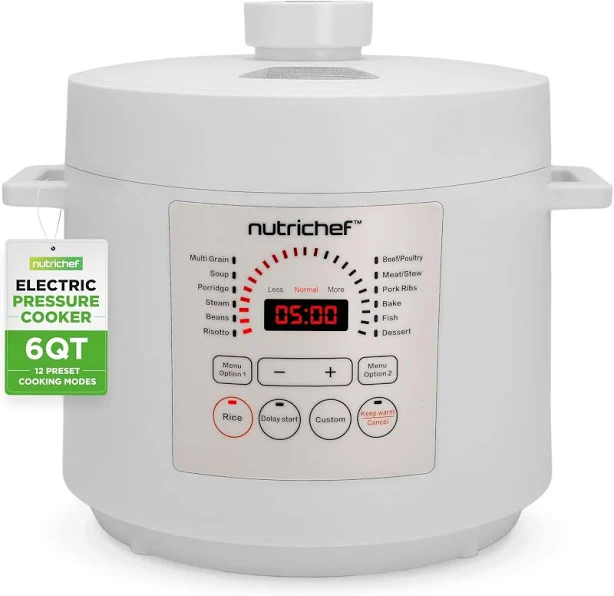 nutrichef™
Multi Grain
Soup
Porridge
Steam
Beans
Risotto
Less Normal More
05:00
Beef/Poultry
Meat/Stew
Pork Ribs
Bake
Fish
Dessert
Menu
Option 1
− +
Menu
Option 2
Rice
Delay start
Custom
Keep warm
Cancel
nutrichef
ELECTRIC
PRESSURE
COOKER
6QT
12 PRESET
COOKING MODES